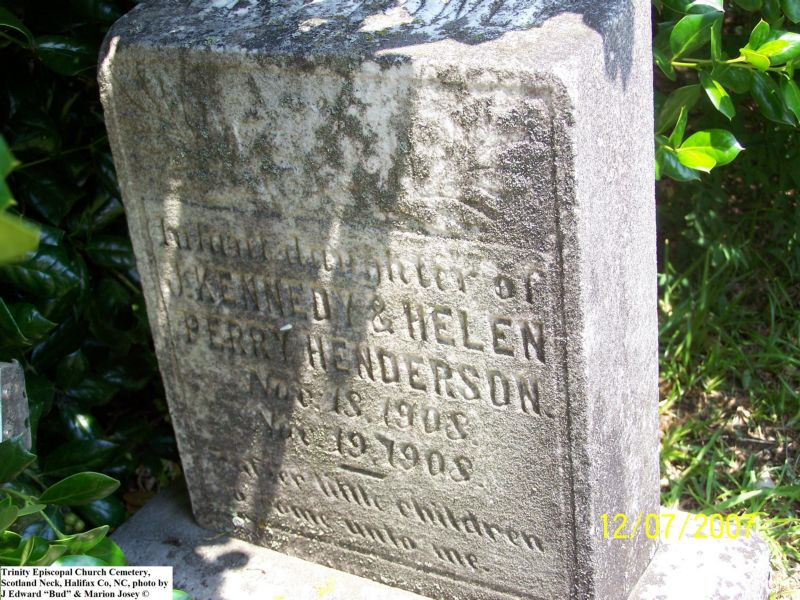 Infant daughter of
J. KENNEDY & HELEN
PERRY HENDERSON.
Nov. 18, 1908.
Nov. 19, 1908.
Suffer little children
to come unto me
12/07/2007
Trinity Episcopal Church Cemetery,
Scotland Neck, Halifax Co, NC, photo by
J Edward “Bud” & Marion Josey ©